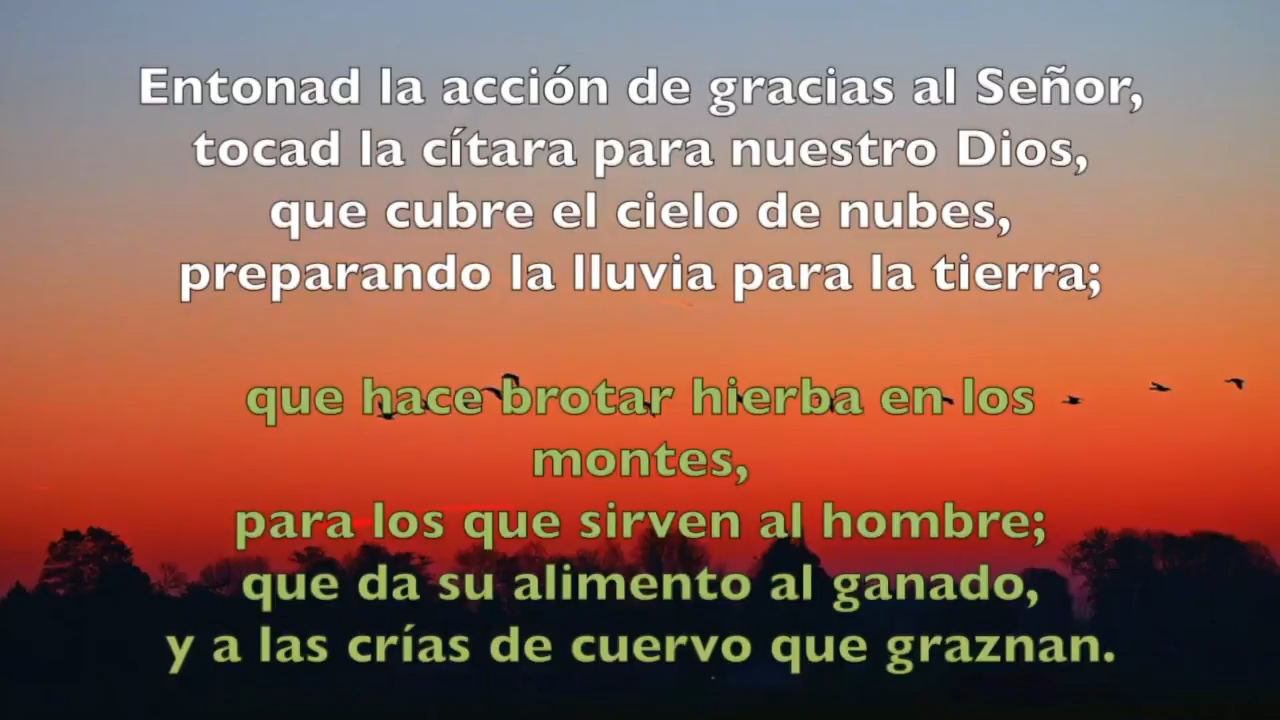 Entonad la acción de gracias al Señor,
tocad la cítara para nuestro Dios,
que cubre el cielo de nubes,
preparando la lluvia para la tierra;
que hace brotar hierba en los
montes,
para los que sirven al hombre;
que da su alimento al ganado,
y a las crías de cuervo que graznan.